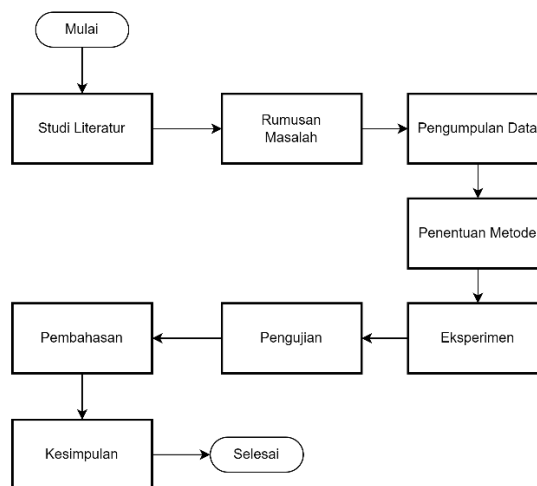 Mulai
Studi Literatur
Rumusan
Masalah
Pengumpulan Data
Penentuan Metode
Eksperimen
Pengujian
Pembahasan
Kesimpulan
Selesai